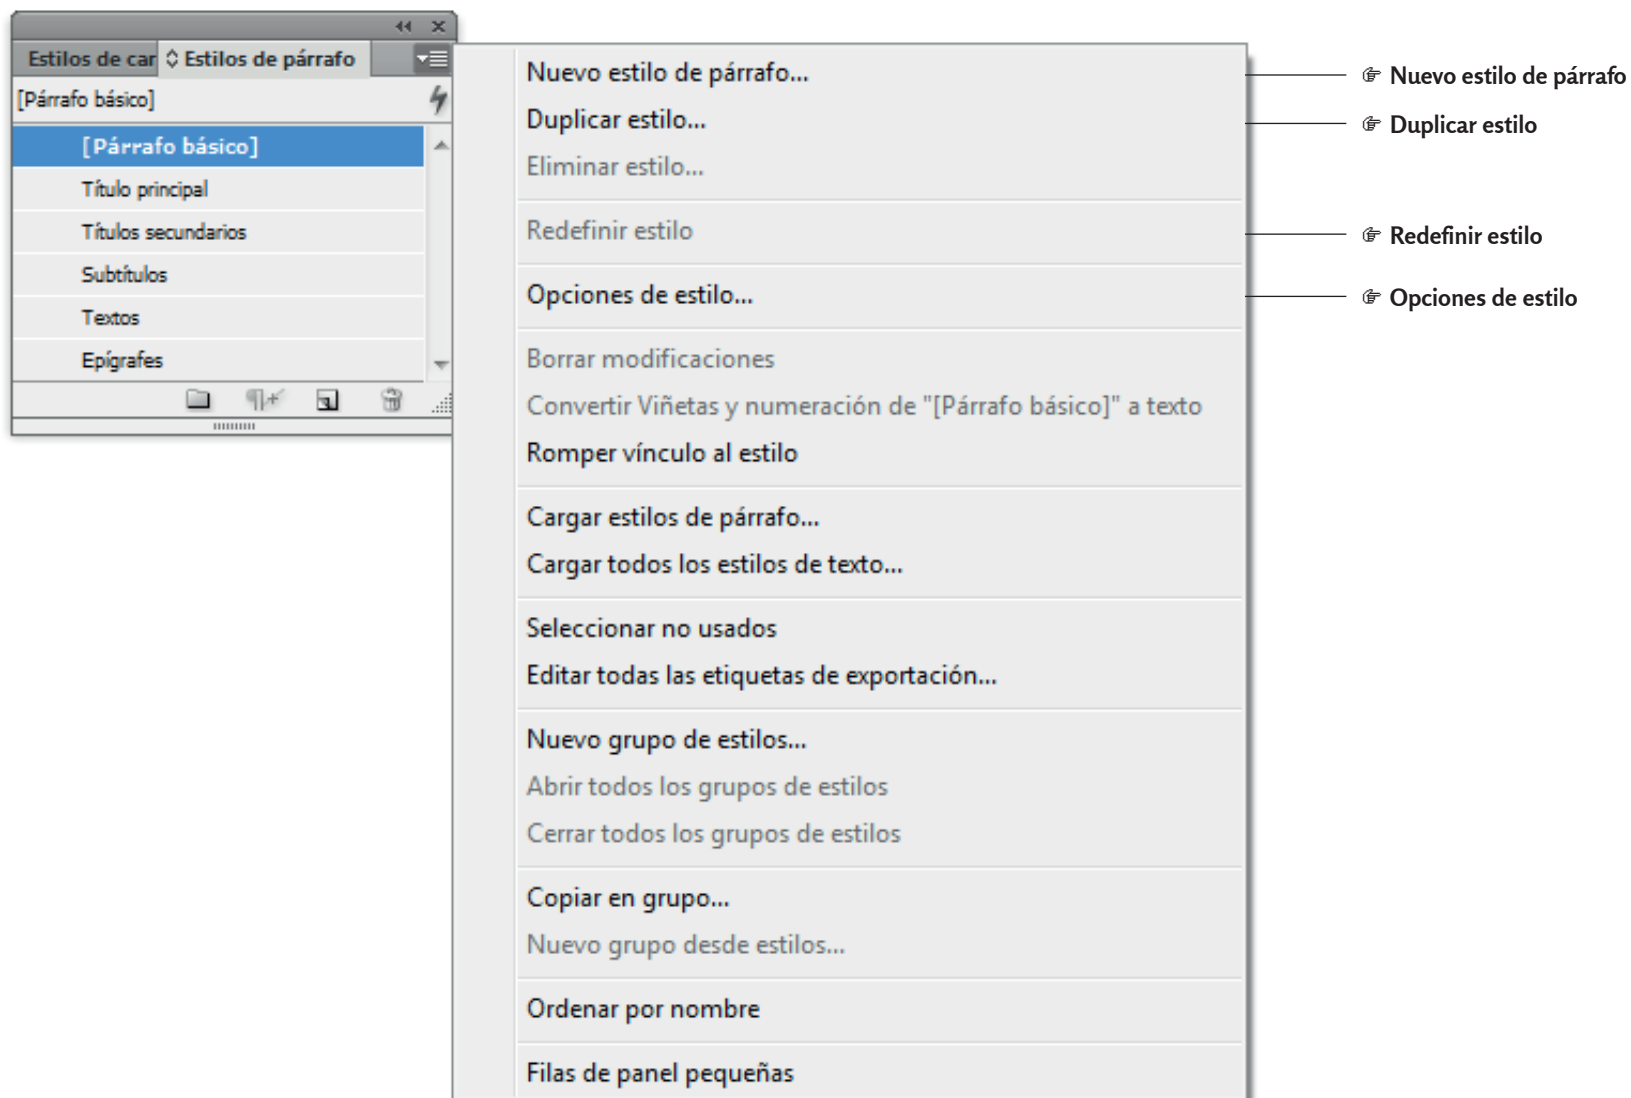 Estilos de car Estilos de párrafo
[Párrafo básico]
[Párrafo básico]
Título principal
Títulos secundarios
Subtítulos
Textos
Epígrafes
Nuevo estilo de párrafo...
Duplicar estilo...
Eliminar estilo...
Redefinir estilo
Opciones de estilo...
Borrar modificaciones
Convertir Viñetas y numeración de "[Párrafo básico]" a texto
Romper vínculo al estilo
Cargar estilos de párrafo...
Cargar todos los estilos de texto...
Seleccionar no usados
Editar todas las etiquetas de exportación...
Nuevo grupo de estilos...
Abrir todos los grupos de estilos
Cerrar todos los grupos de estilos
Copiar en grupo...
Nuevo grupo desde estilos...
Ordenar por nombre
Filas de panel pequeñas
☞ Nuevo estilo de párrafo
☞ Duplicar estilo
☞ Redefinir estilo
☞ Opciones de estilo